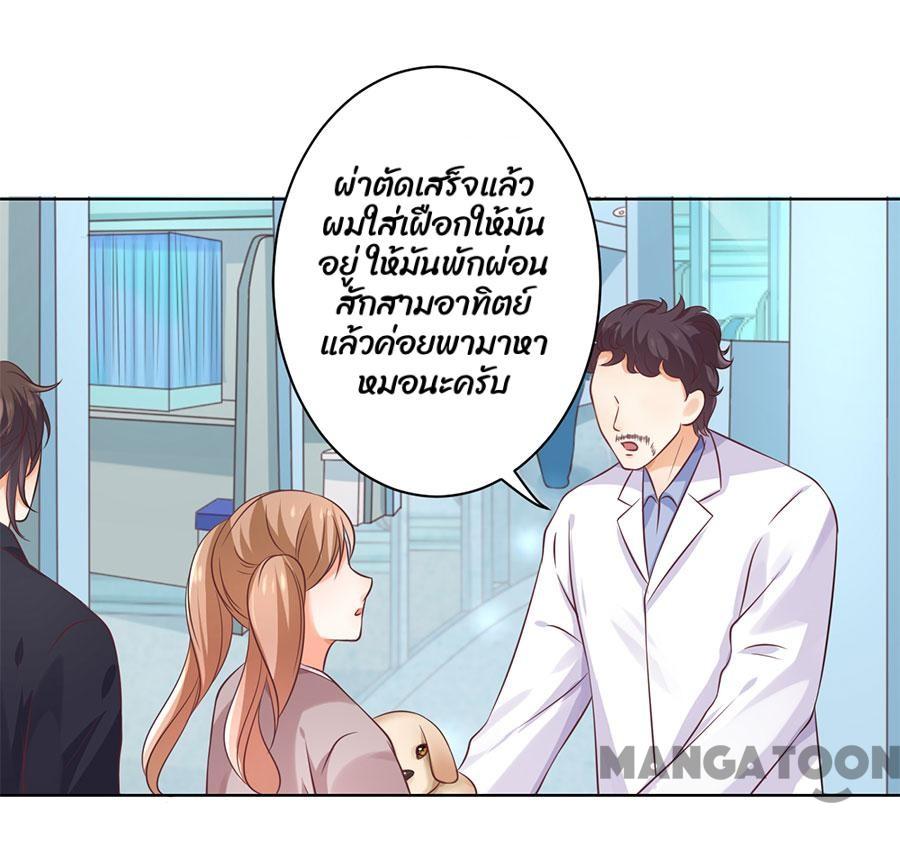 ผ่าตัดเสร็จแล้ว
ผมใส่เฝือกให้มัน
อยู่ ให้มันพักผ่อน
สักสามอาทิตย์
แล้วค่อยพามาหา
หมอนะครับ
MANGATOON